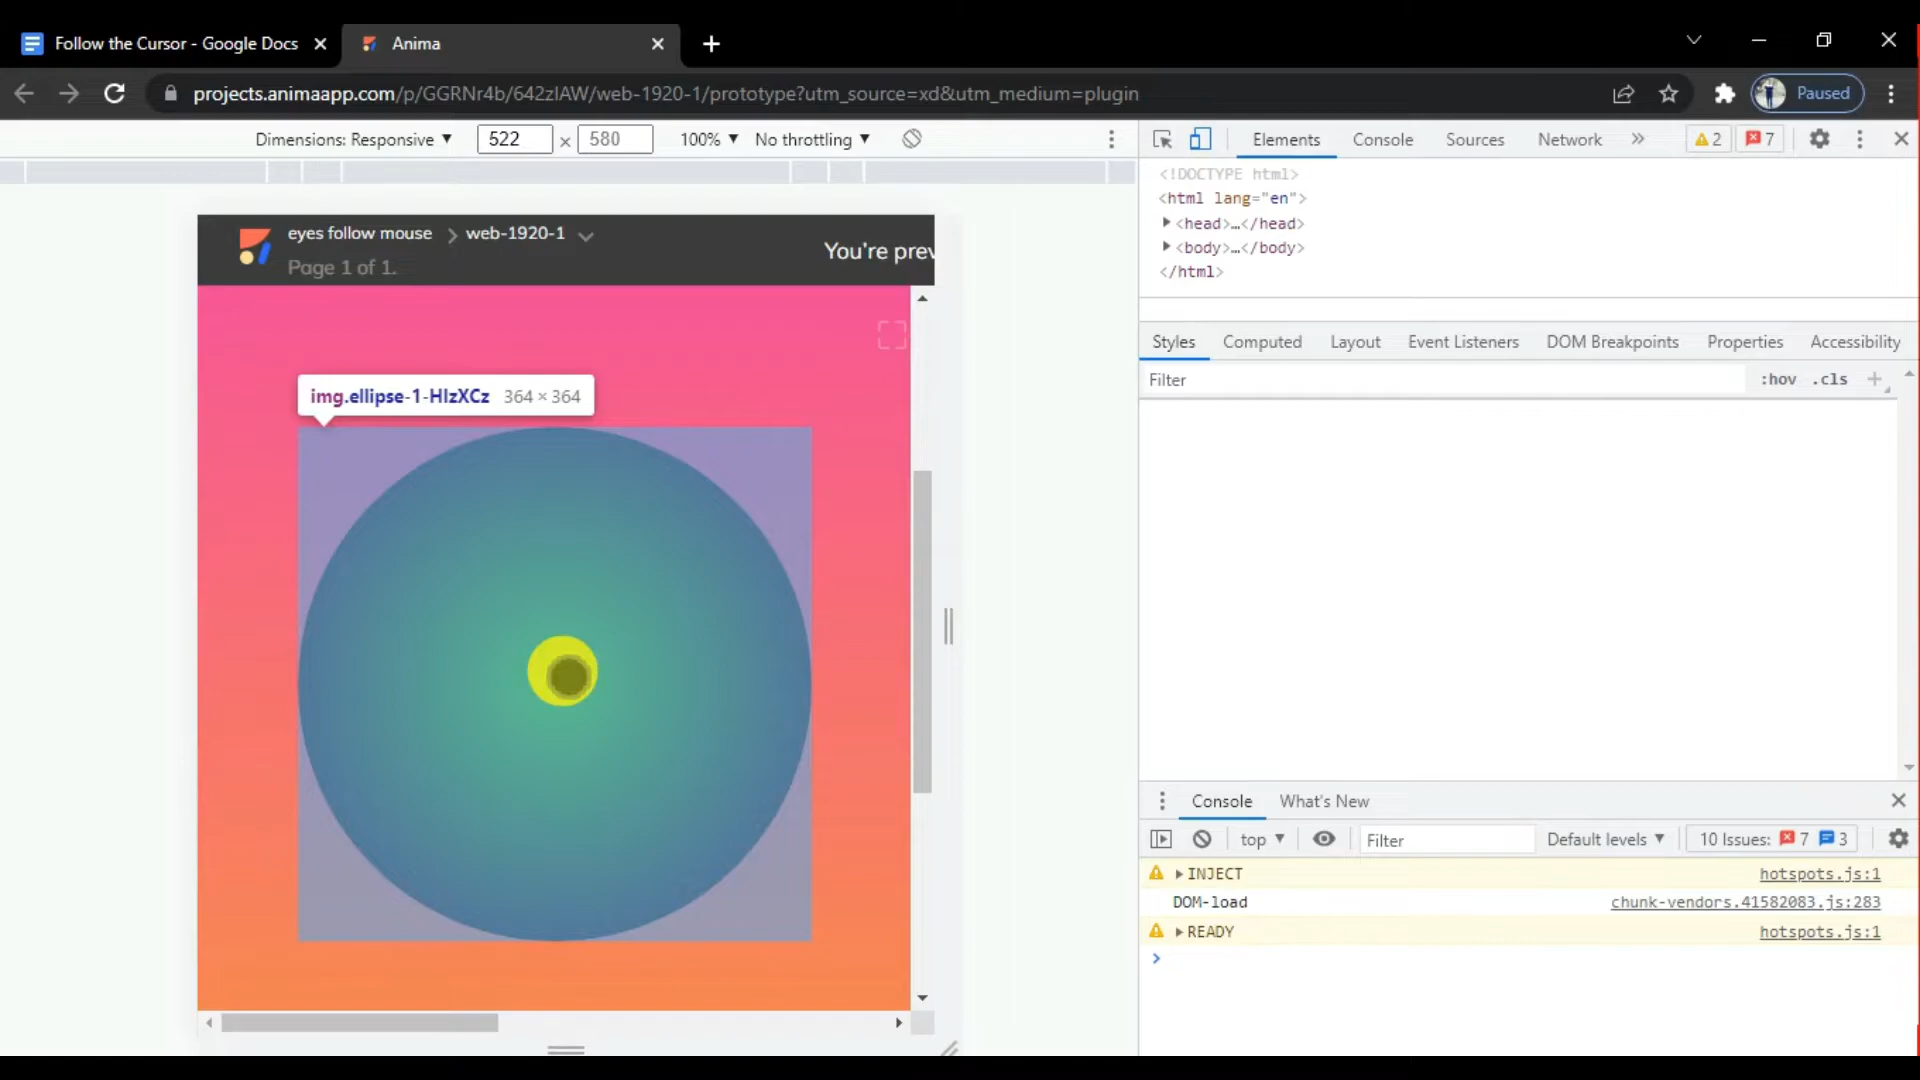 Follow the Cursor - Google Docs
Anima
projects.animaapp.com/p/GGRNr4b/642zIAW/web-1920-1/prototype?utm_source=xd&utm_medium=plugin
Paused
Dimensions: Responsive
522 x 580
100%
No throttling
Elements
Console
Sources
Network
2
7
<!DOCTYPE html>
<html lang="en">
<head>…</head>
<body>…</body>
</html>
eyes follow mouse
web-1920-1
Page 1 of 1.
You're prev
img.ellipse-1-HIzXCz 364 × 364
Styles
Computed
Layout
Event Listeners
DOM Breakpoints
Properties
Accessibility
Filter
:hov .cls
Console
What's New
top
Filter
Default levels
10 Issues: 7 3
INJECT
hotspots.js:1
DOM-load
chunk-vendors.41582083.js:283
READY
hotspots.js:1